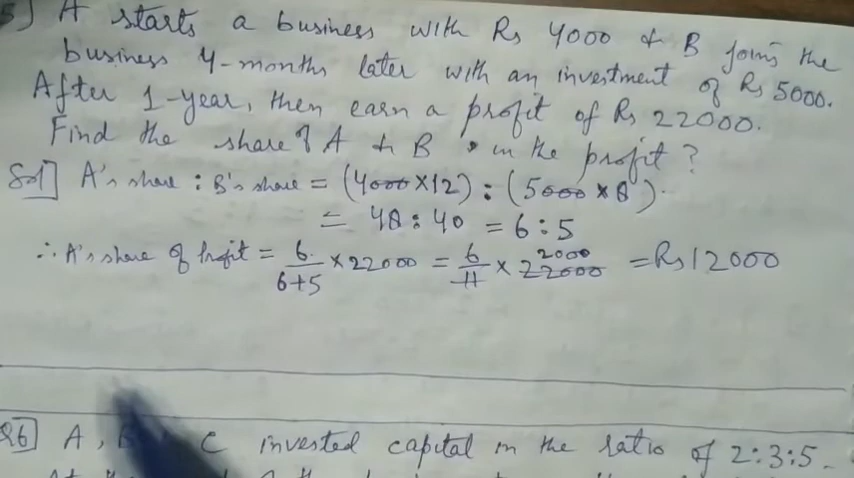 5) A starts a business with Rs 4000 & B joins the
business 4-months later with an investment of Rs 5000.
After 1-year, then earn a profit of Rs 22000.
Find the share of A & B in the profit?
Sol] A's share : B's share = (4000×12) : (5000×8).
= 48:40 = 6:5
∴ A's share of Profit = 6/6+5 × 22000 = 6/11 × 22000 2000 = Rs 12000
Q6] A, C invested capital in the ratio of 2:3:5.